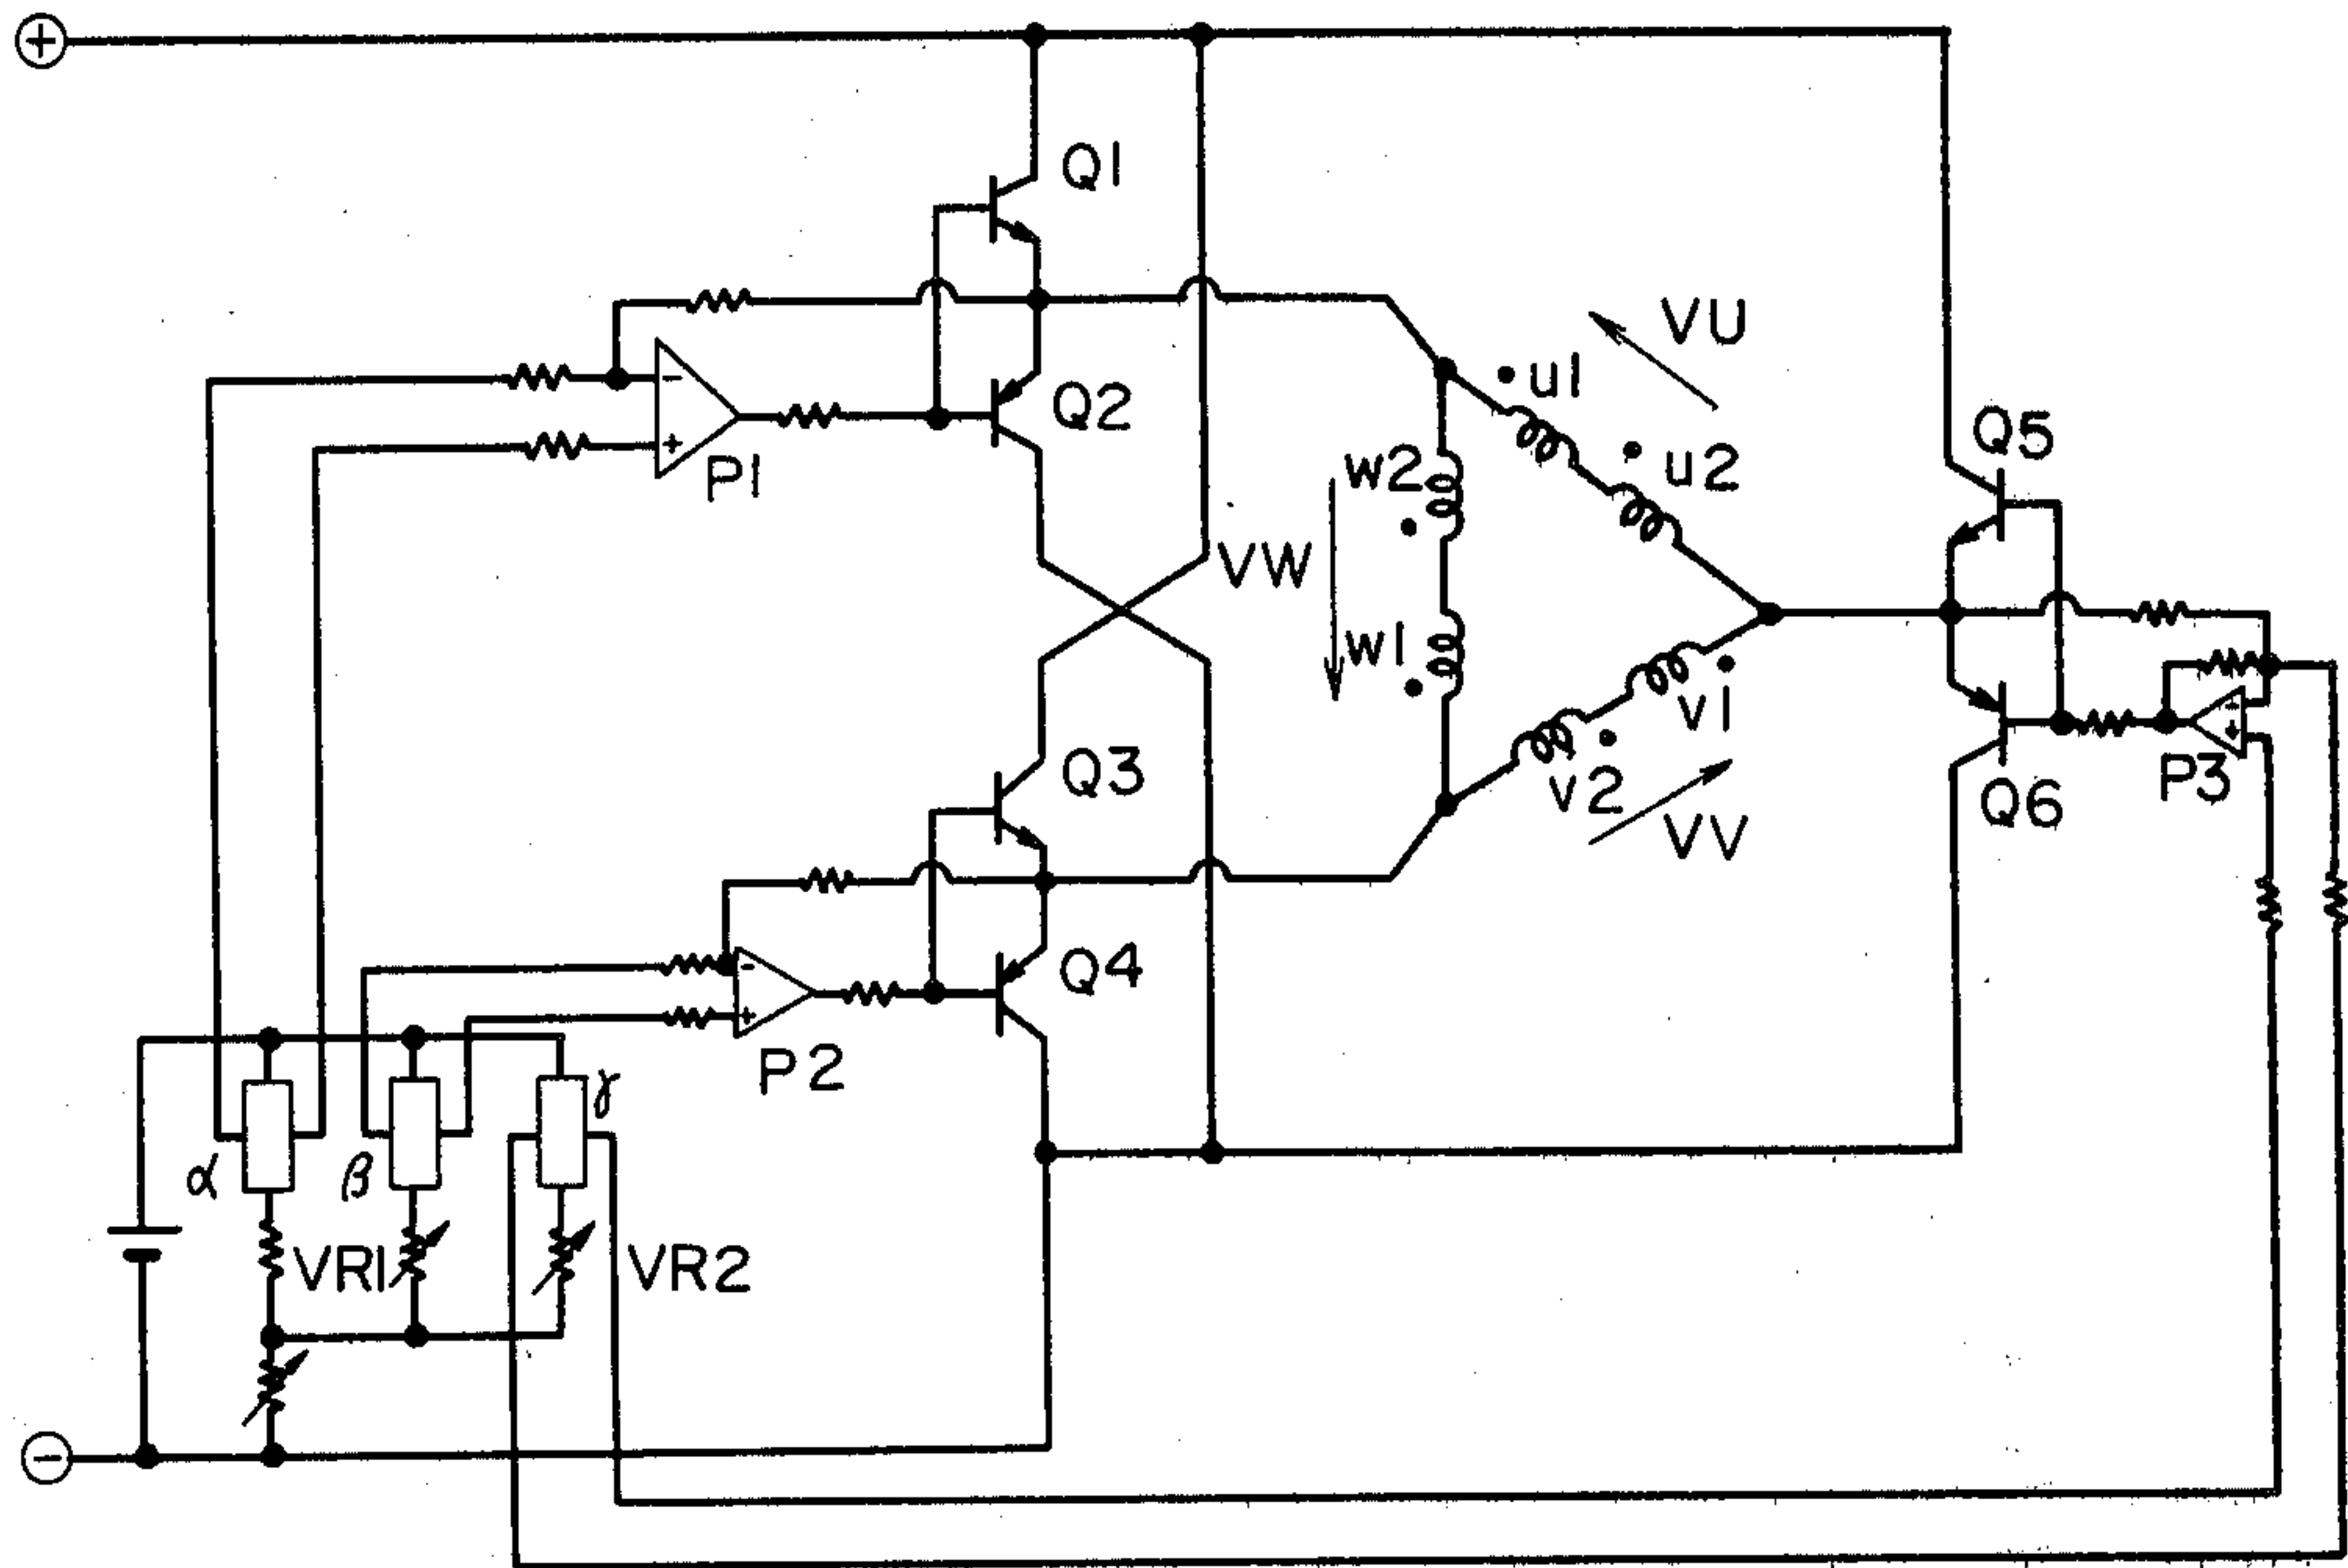 +
Q1
VU
u1
Q2
Q5
-
+
P1
w2
u2
VW
w1
v1
-
+
P3
Q3
v2
Q6
VV
Q4
-
+
P2
γ
α
β
VR1
VR2
-